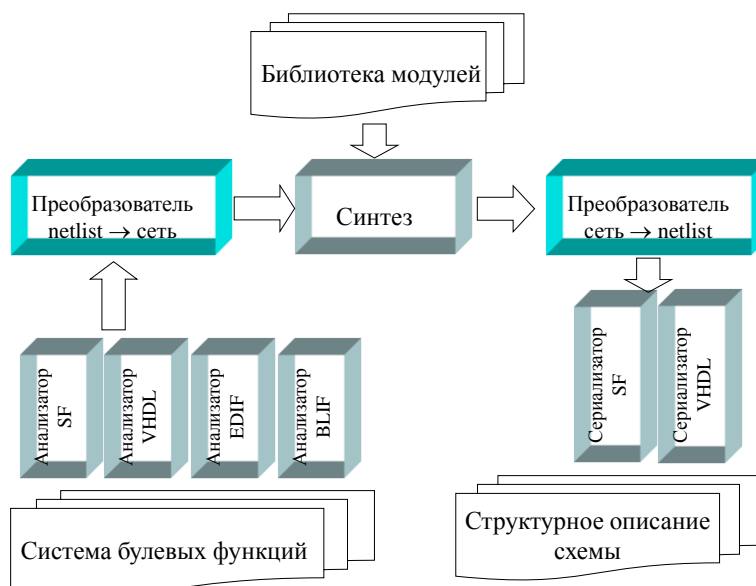 Библиотека модулей
Преобразователь
netlist → сеть
Синтез
Преобразователь
сеть → netlist
Анализатор
SF
Анализатор
VHDL
Анализатор
EDIF
Анализатор
BLIF
Сериализатор
SF
Сериализатор
VHDL
Система булевых функций
Структурное описание
схемы